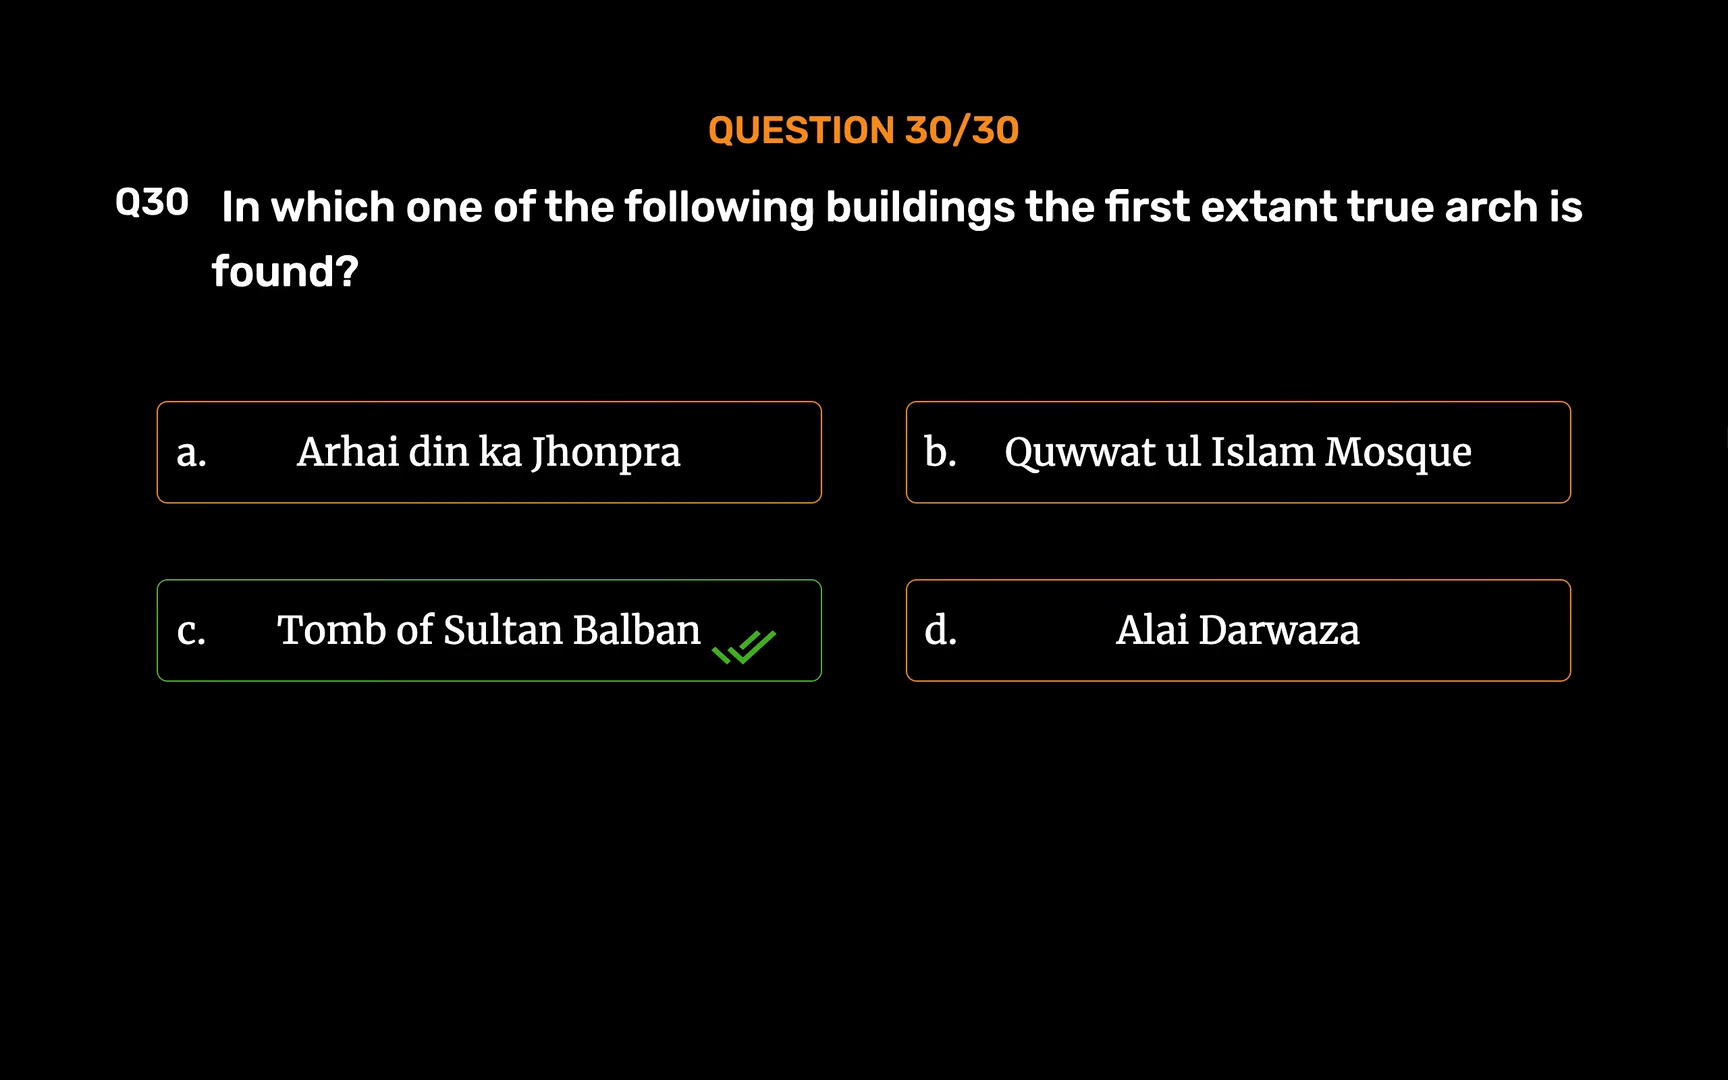 QUESTION 30/30
Q30 In which one of the following buildings the first extant true arch is
found?
a. Arhai din ka Jhonpra
b. Quwwat ul Islam Mosque
c. Tomb of Sultan Balban
d. Alai Darwaza